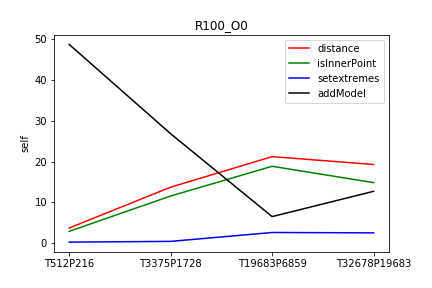 R100_O0
distance
isInnerPoint
setextremes
addModel
self
50
40
30
20
10
0
T512P216 T3375P1728 T19683P6859 T32678P19683